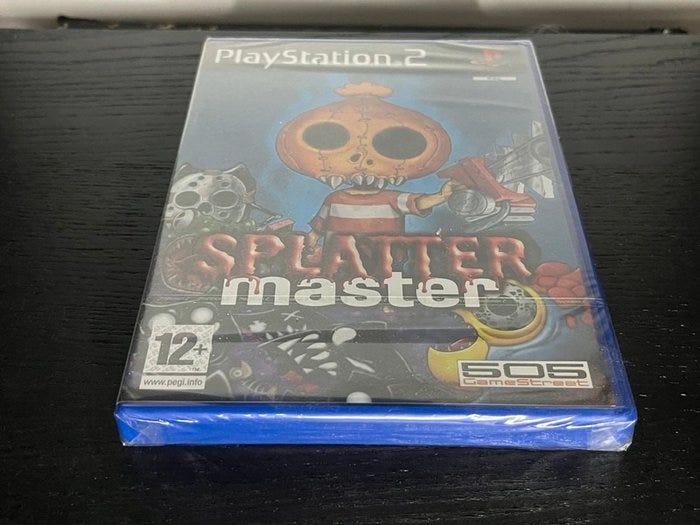 PlayStation 2
SPLATTER
master
12+
www.pegi.info
505
GameStreet